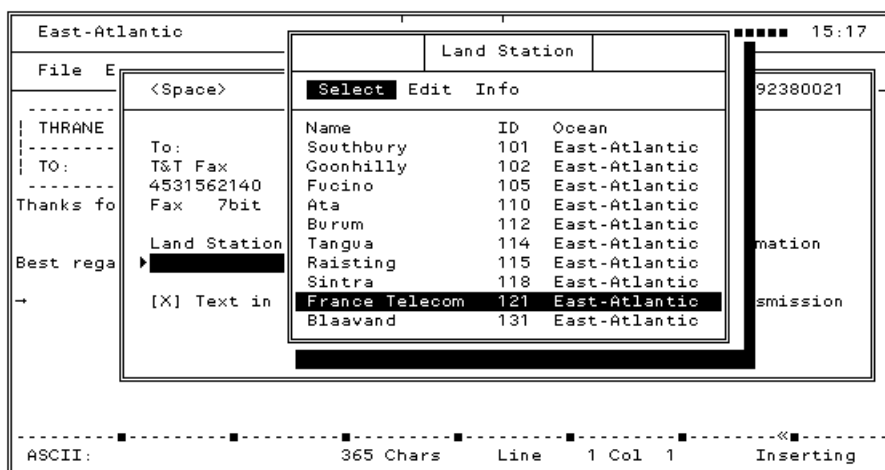 East-Atlantic 15:17
Land Station
File E
<Space> Select Edit Info 92380021
THRANE Name ID Ocean
To: Southbury 101 East-Atlantic
TO: T&T Fax Goonhilly 102 East-Atlantic
4531562140 Fucino 105 East-Atlantic
Thanks fo Fax 7bit Ata 110 East-Atlantic
Burum 112 East-Atlantic
Land Station Tangua 114 East-Atlantic mation
Best rega Raisting 115 East-Atlantic
Sintra 118 East-Atlantic
[X] Text in France Telecom 121 East-Atlantic smission
Blaavand 131 East-Atlantic
ASCII: 365 Chars Line 1 Col 1 Inserting